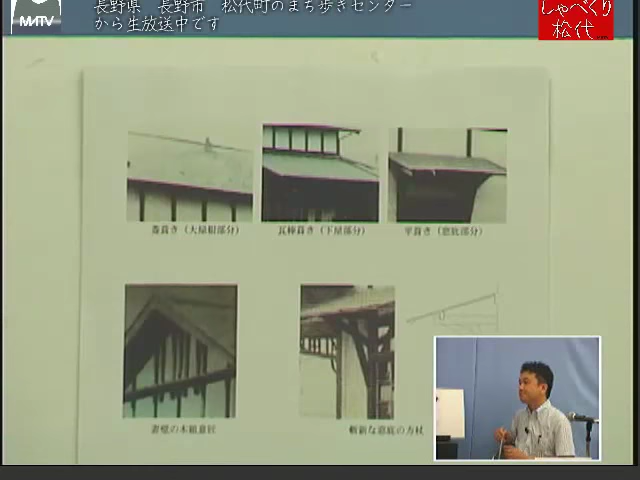 長野県 長野市 松代町のまち歩きセンター
から生放送中です
しゃべくり
松代
葺き（大屋根部分）
瓦棒葺き（下屋部分）
平葺き（窓庇部分）
妻壁の木組意匠
斬新な窓庇の方杖